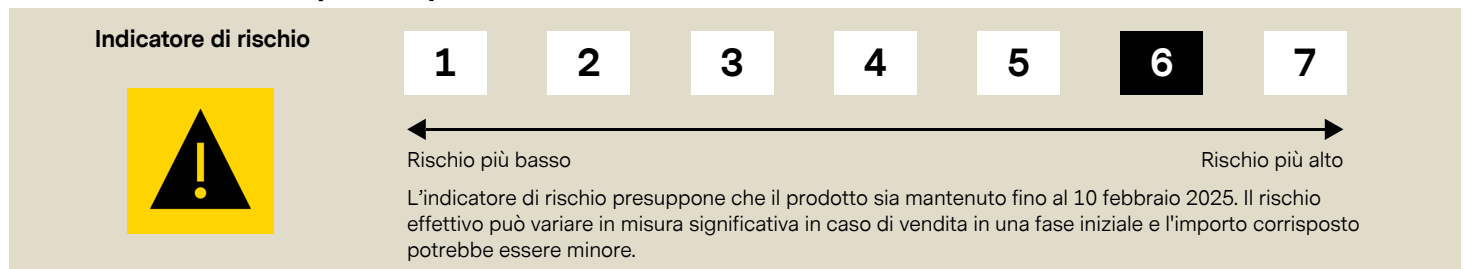 Indicatore di rischio
1 2 3 4 5 6 7
Rischio più basso
Rischio più alto
L'indicatore di rischio presuppone che il prodotto sia mantenuto fino al 10 febbraio 2025. Il rischio
effettivo può variare in misura significativa in caso di vendita in una fase iniziale e l'importo corrisposto
potrebbe essere minore.